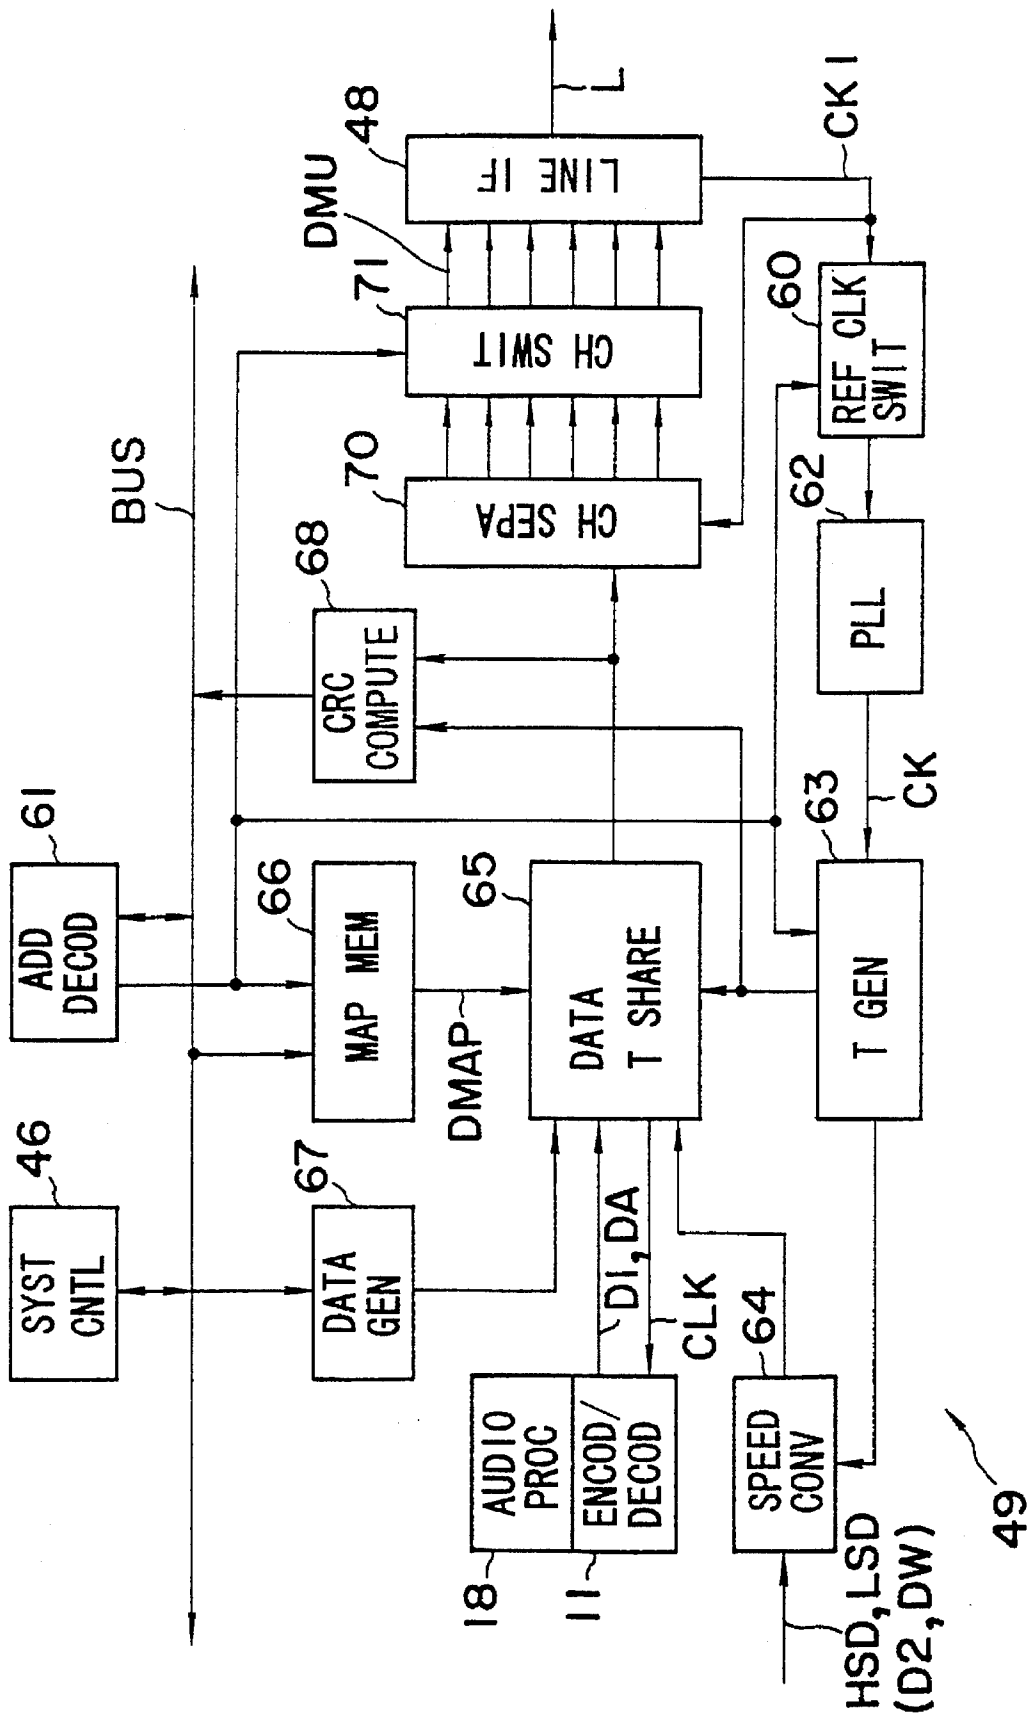 SYST
CNTL
46
ADD
DECOD
61
BUS
DATA
GEN
67
MAP MEM
66
CRC
COMPUTE
68
DMAP
AUDIO
PROC
18
ENCOD/
DECOD
11
DI, DA
CLK
DATA
T SHARE
65
CH SEPA
70
CH SWIT
71
DMU
LINE IF
48
L
CK1
HSD, LSD
(D2, DW)
SPEED
CONV
64
T GEN
63
CK
PLL
62
REF CLK
SWIT
60
49